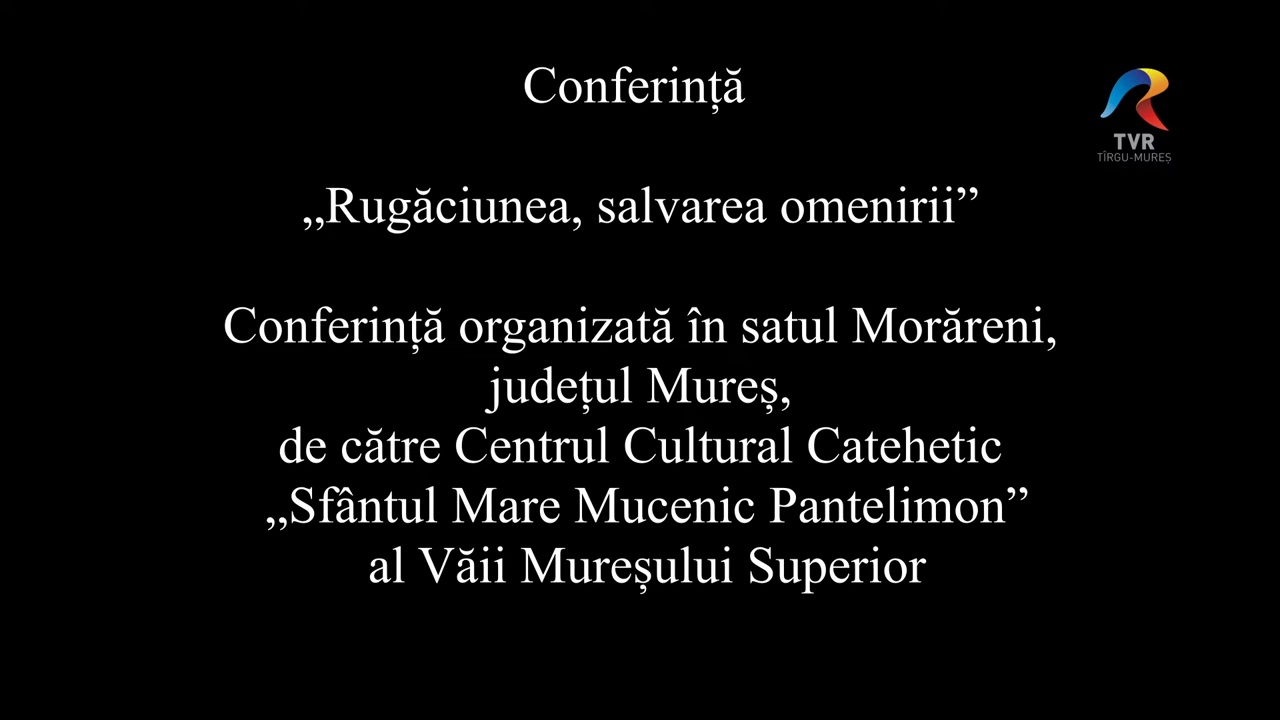 Conferință
TVR
TÎRGU-MUREȘ
„Rugăciunea, salvarea omenirii”
Conferință organizată în satul Morăreni,
județul Mureș,
de către Centrul Cultural Catehetic
„Sfântul Mare Mucenic Pantelimon”
al Văii Mureșului Superior